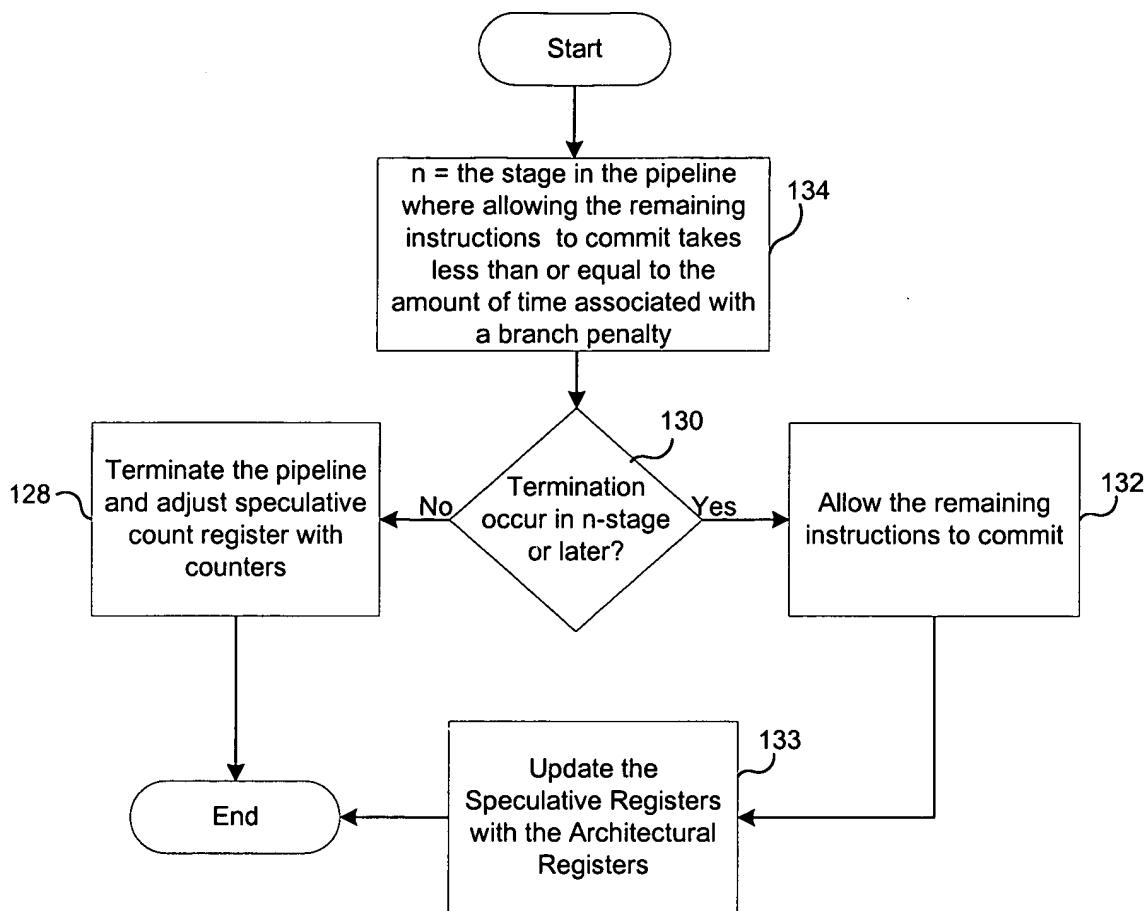 Start
n = the stage in the pipeline
where allowing the remaining
instructions to commit takes
less than or equal to the
amount of time associated with
a branch penalty
134
130
Termination
occur in n-stage
or later?
No
Yes
Terminate the pipeline
and adjust speculative
count register with
counters
128
Allow the remaining
instructions to commit
132
133
Update the
Speculative Registers
with the Architectural
Registers
End